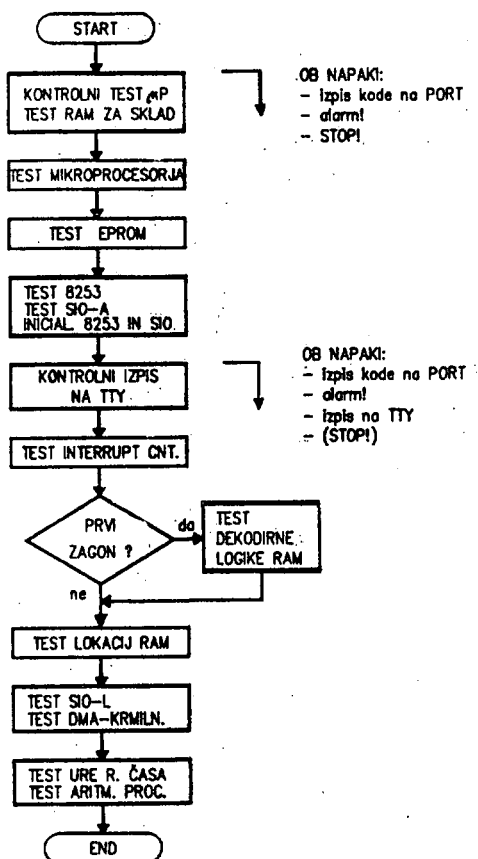 START
KONTROLNI TEST μP
TEST RAM ZA SKLAD
OB NAPAKI:
- izpis kode na PORT
- alarm!
- STOP!
TEST MIKROPROCESORJA
TEST EPROM
TEST 8253
TEST SIO-A
INICIAL. 8253 IN SIO.
KONTROLNI IZPIS
NA TTY
OB NAPAKI:
- izpis kode na PORT
- alarm!
- izpis na TTY
- (STOP!)
TEST INTERRUPT CNT.
PRVI
ZAGON ?
da
TEST
DEKODIRNE
LOGIKE RAM
ne
TEST LOKACIJ RAM
TEST SIO-L
TEST DMA-KRMILN.
TEST URE R. ČASA
TEST ARITM. PROC.
END